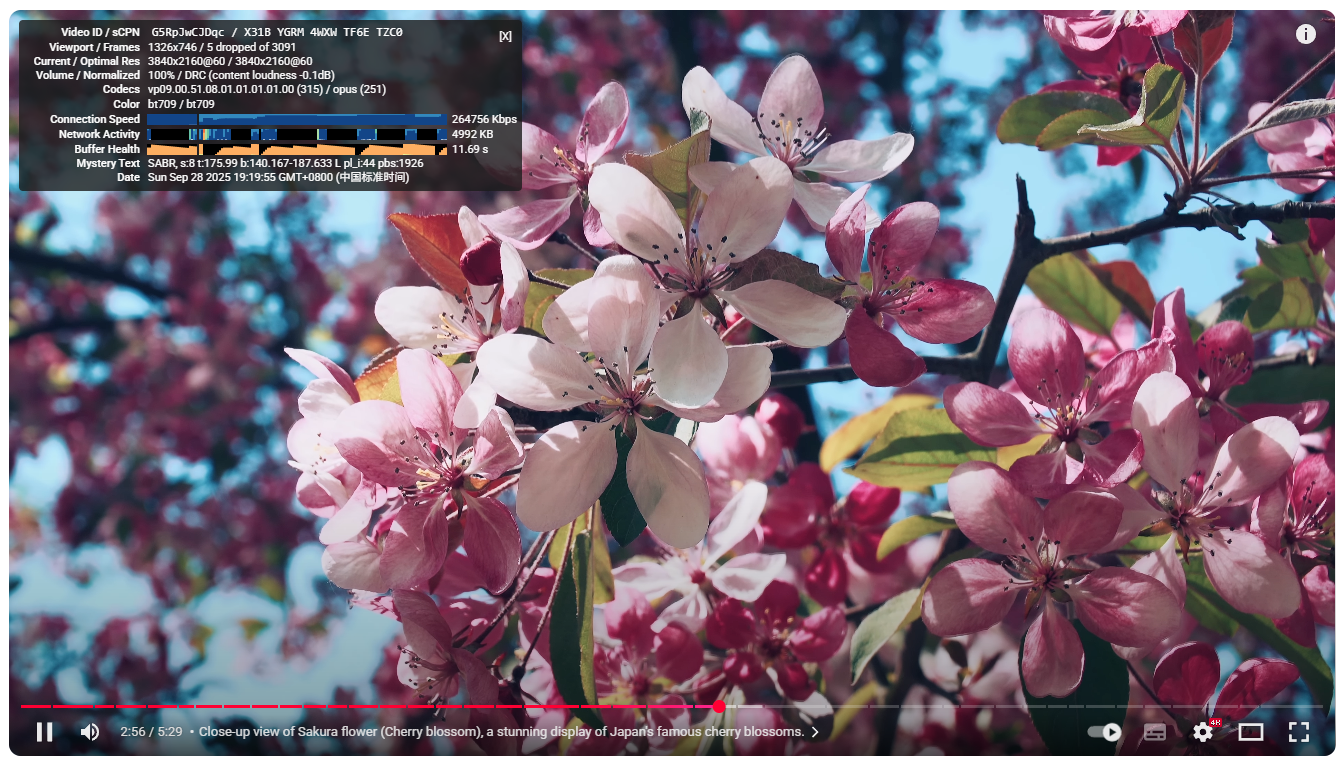 Video ID / sCPN G5RpJwCJDqc / X31B YGRM 4WXW TF6E TZC0 [X]
Viewport / Frames 1326x746 / 5 dropped of 3091
Current / Optimal Res 3840x2160@60 / 3840x2160@60
Volume / Normalized 100% / DRC (content loudness -0.1dB)
Codecs vp09.00.51.08.01.01.01.01.00 (315) / opus (251)
Color bt709 / bt709
Connection Speed 264756 Kbps
Network Activity 4992 KB
Buffer Health 11.69 s
Mystery Text SABR, s:8 t:175.99 b:140.167-187.633 L pl_i:44 pbs:1926
Date Sun Sep 28 2025 19:19:55 GMT+0800 (中国标准时间)
2:56 / 5:29 • Close-up view of Sakura flower (Cherry blossom), a stunning display of Japan's famous cherry blossoms.
4K